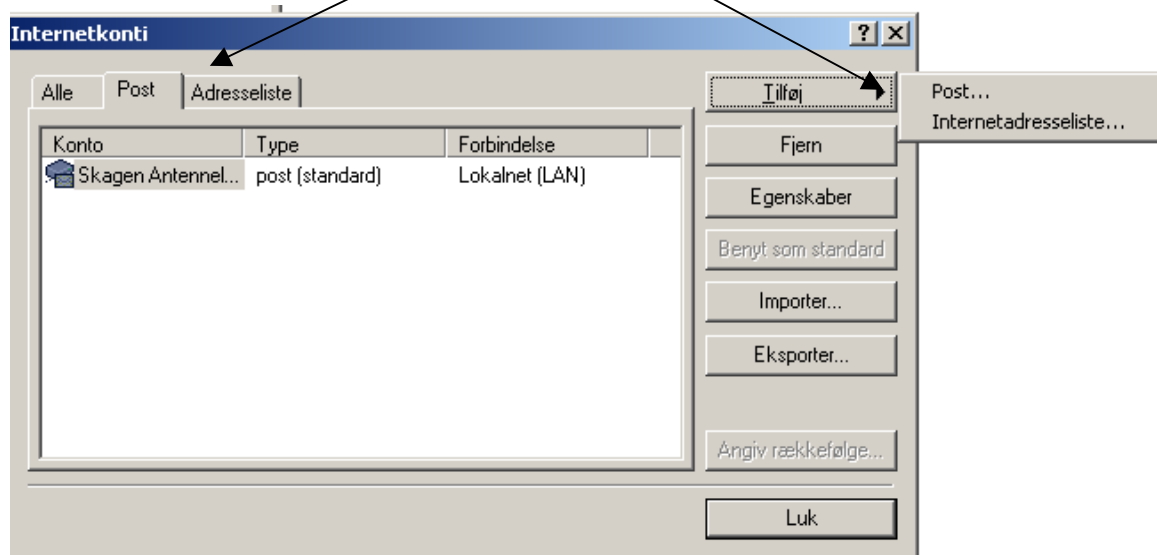 Internetkonti
Alle Post Adresseliste
Konto Type Forbindelse
Skagen Antennel... post (standard) Lokalnet (LAN)
Tilføj
Post...
Internetadresseliste...
Fjern
Egenskaber
Benyt som standard
Importer...
Eksporter...
Angiv rækkefølge...
Luk